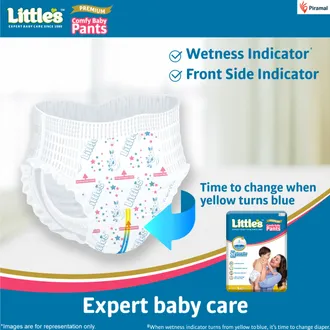 Little's
EXPERT BABY CARE SINCE 1980
PREMIUM
Comfy Baby
Pants
Piramal
Wetness Indicator*
Front Side Indicator
Time to change when
yellow turns blue
Little's
Pants
Expert baby care
*Images are for representation only.
*When wetness indicator turns from yellow to blue, it's time to change diaper